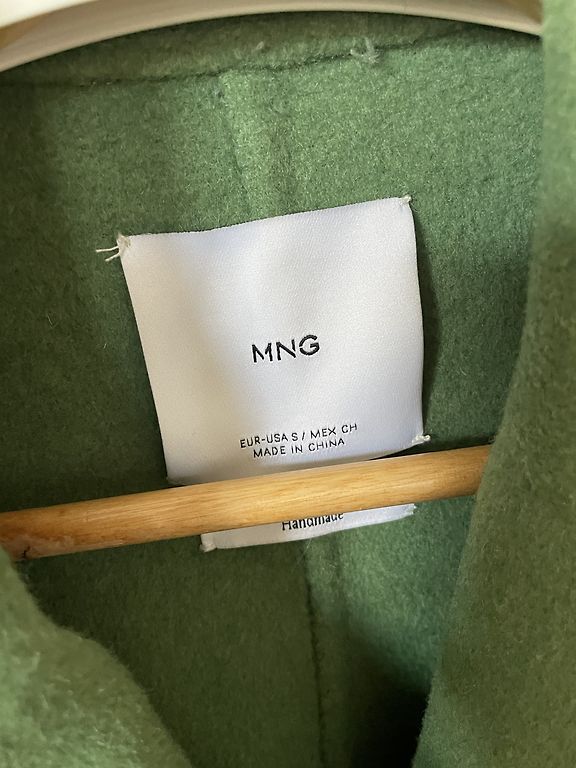 MNG
EUR-USA S / MEX CH
MADE IN CHINA
Handmade